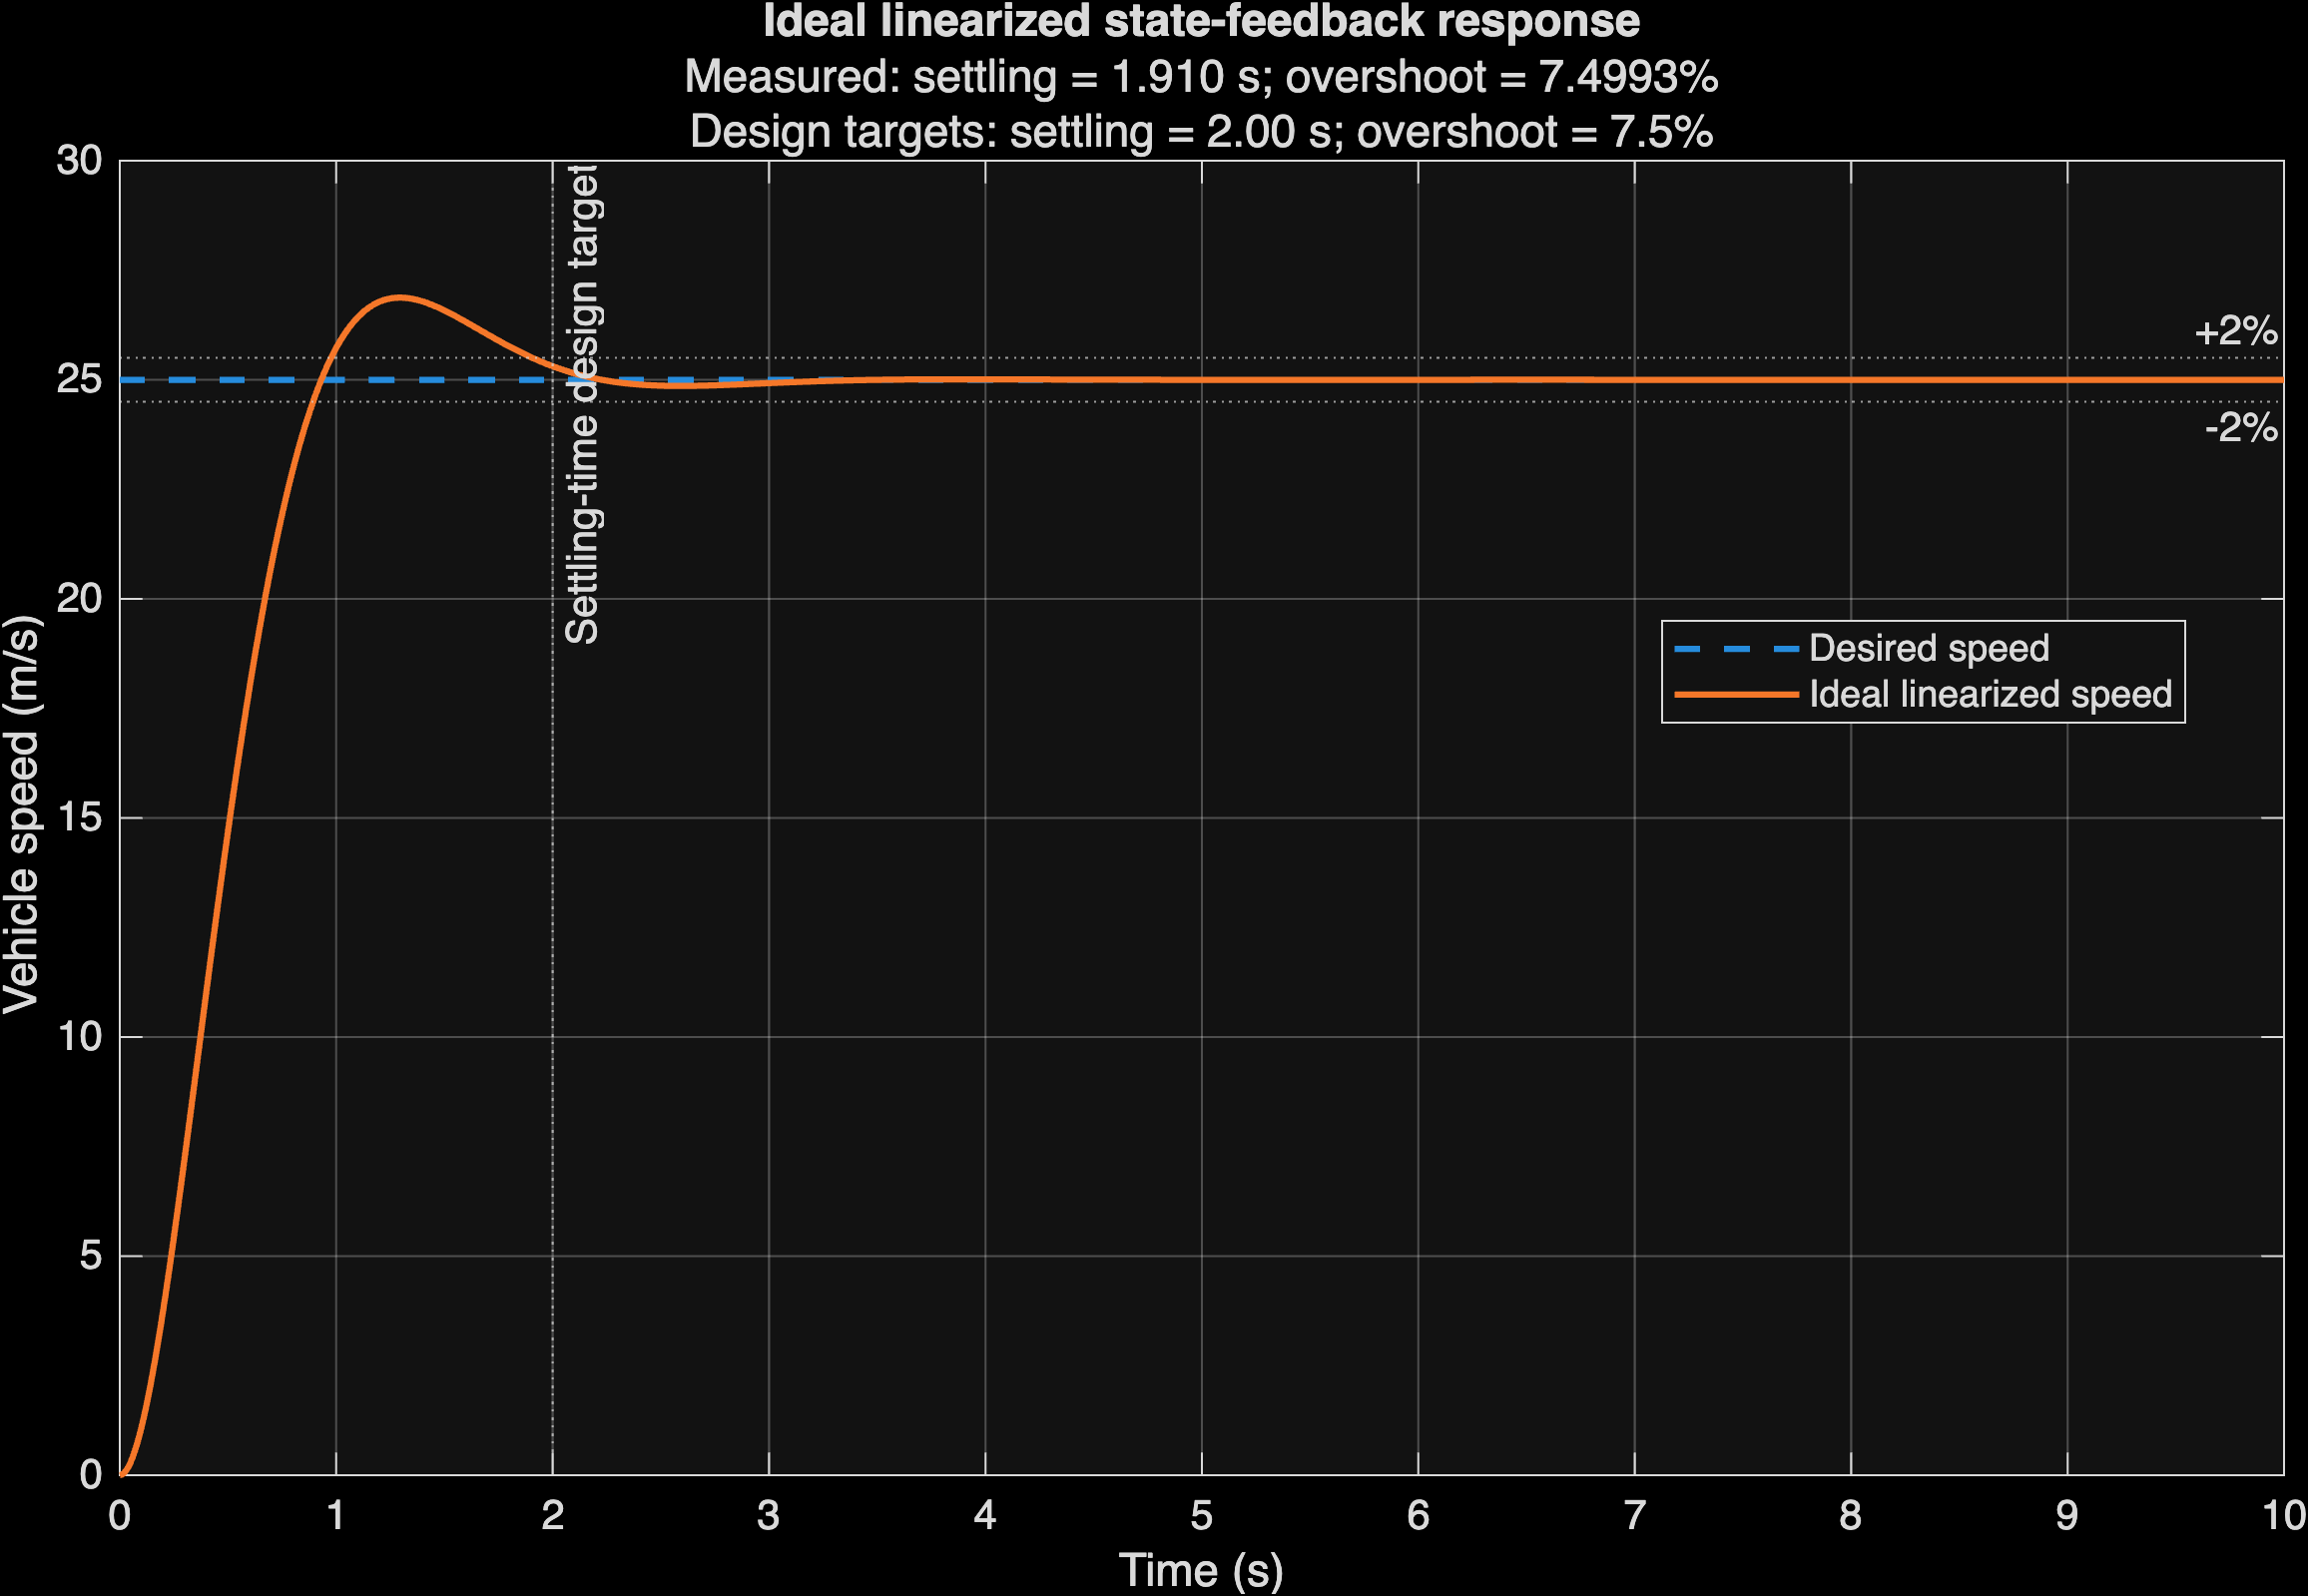 Ideal linearized state-feedback response
Measured: settling = 1.910 s; overshoot = 7.4993%
Design targets: settling = 2.00 s; overshoot = 7.5%
30
25
20
15
10
5
0
Vehicle speed (m/s)
Settling-time design target
+2%
-2%
Desired speed
Ideal linearized speed
0 1 2 3 4 5 6 7 8 9 10
Time (s)